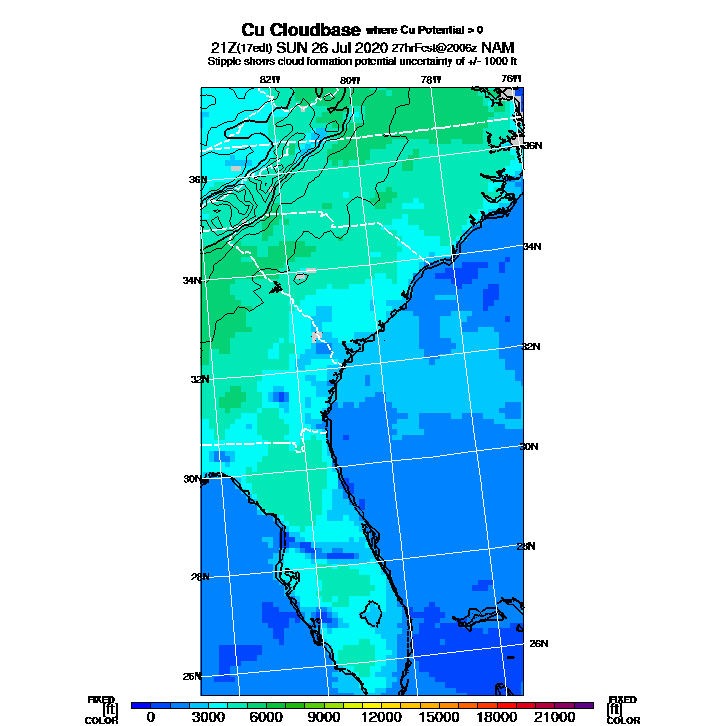 Cu Cloudbase where Cu Potential > 0
21Z(17edt) SUN 26 Jul 2020 27hrFcst@2006z NAM
Stipple shows cloud formation potential uncertainty of +/- 1000 ft
82W 80W 78W 76W
36N
36N
34N
34N
32N
32N
30N
30N
28N
28N
26N
26N
FIXED FIXED
[ft] 0 3000 6000 9000 12000 15000 18000 21000 [ft]
COLOR COLOR